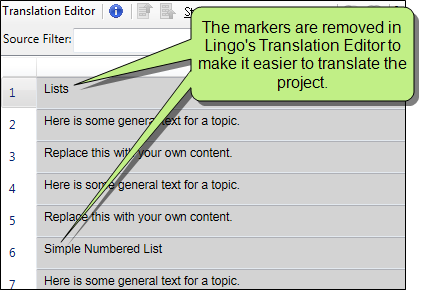 Translation Editor
The markers are removed in
Lingo's Translation Editor to
make it easier to translate the
project.
Source Filter:
1 Lists
2 Here is some general text for a topic.
3 Replace this with your own content.
4 Here is some general text for a topic.
5 Replace this with your own content.
6 Simple Numbered List
7 Here is some general text for a topic.